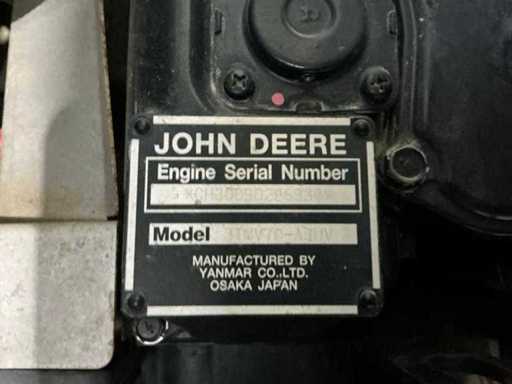 JOHN DEERE
Engine Serial Number
Model
MANUFACTURED BY
YANMAR CO., LTD.
OSAKA JAPAN